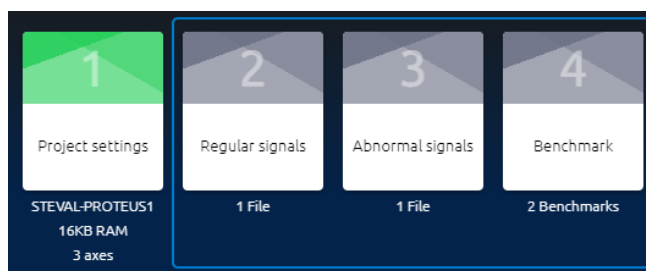 1
2
3
4
Project settings
Regular signals
Abnormal signals
Benchmark
STEVAL-PROTEUS1
1 File
1 File
2 Benchmarks
16KB RAM
3 axes